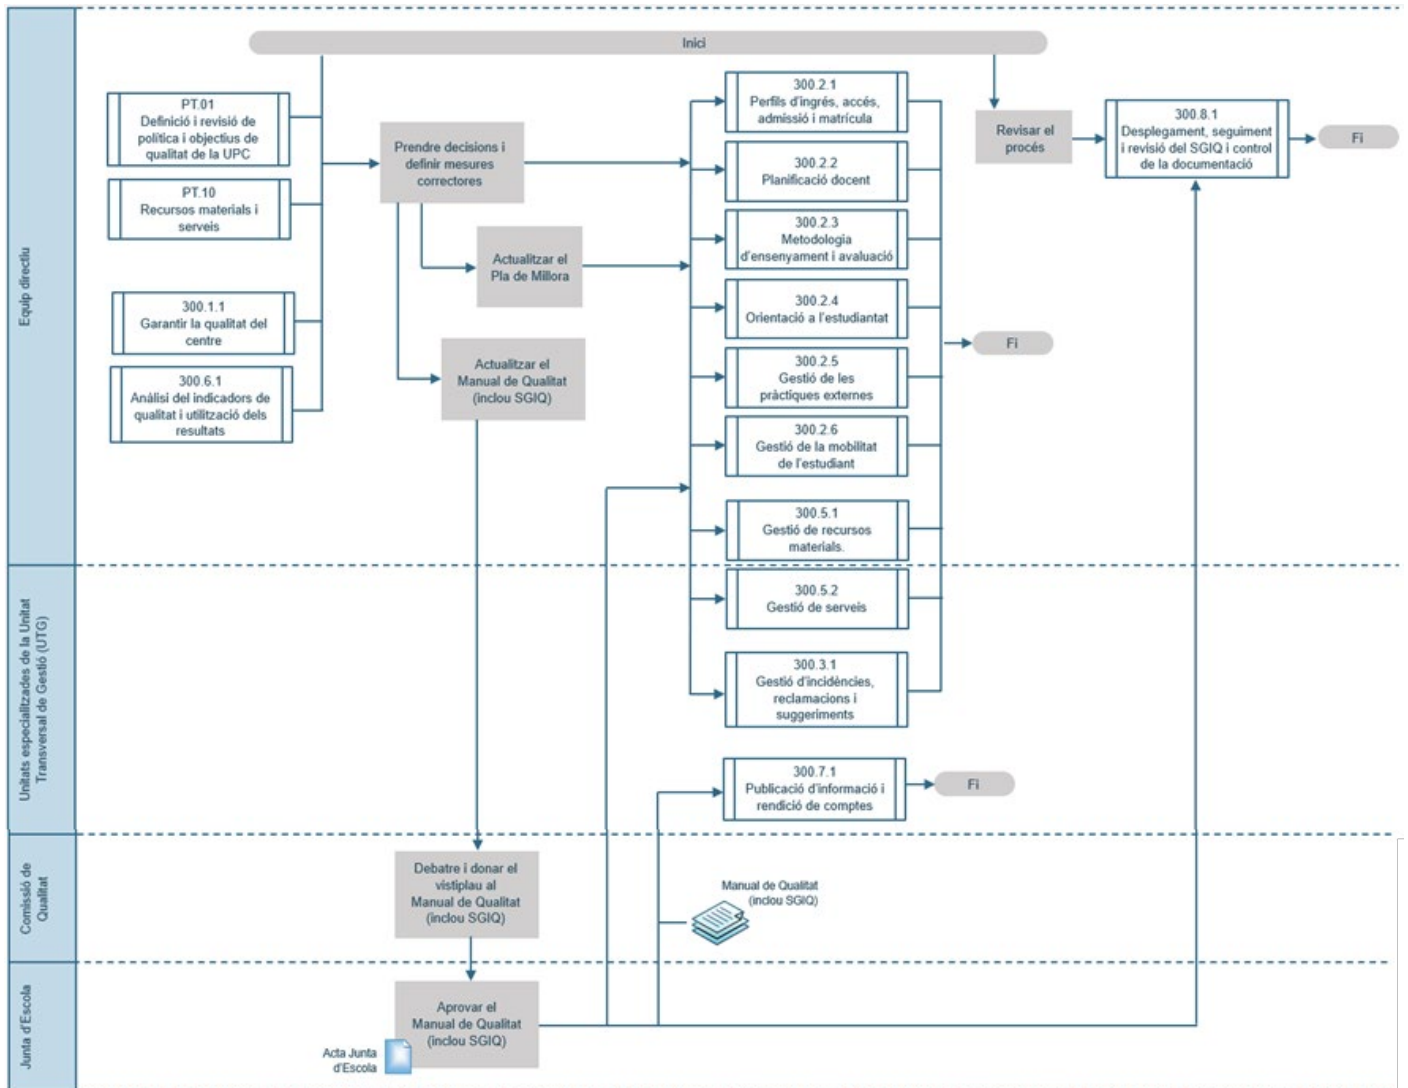 Inici
Equip directiu
PT.01
Definició i revisió de
política i objectius de
qualitat de la UPC
PT.10
Recursos materials i
serveis
300.1.1
Garantir la qualitat del
centre
300.6.1
Anàlisi del indicadors de
qualitat i utilització dels
resultats
Prendre decisions i
definir mesures
correctores
Actualitzar el
Pla de Millora
Actualitzar el
Manual de Qualitat
(inclou SGIQ)
300.2.1
Perfils d'ingrés, accés,
admissió i matrícula
300.2.2
Planificació docent
300.2.3
Metodologia
d'ensenyament i avaluació
300.2.4
Orientació a l'estudiantat
300.2.5
Gestió de les
pràctiques externes
300.2.6
Gestió de la mobilitat
de l'estudiant
300.5.1
Gestió de recursos
materials.
Fi
Revisar el
procés
300.8.1
Desplegament, seguiment
i revisió del SGIQ i control
de la documentació
Fi
Unitats especialitzades de la Unitat
Transversal de Gestió (UTG)
300.5.2
Gestió de serveis
300.3.1
Gestió d'incidències,
reclamacions i
suggeriments
300.7.1
Publicació d'informació i
rendició de comptes
Fi
Comissió de
Qualitat
Debatre i donar el
vistiplau al
Manual de Qualitat
(inclou SGIQ)
Manual de Qualitat
(inclou SGIQ)
Junta d'Escola
Aprovar el
Manual de Qualitat
(inclou SGIQ)
Acta Junta
d'Escola